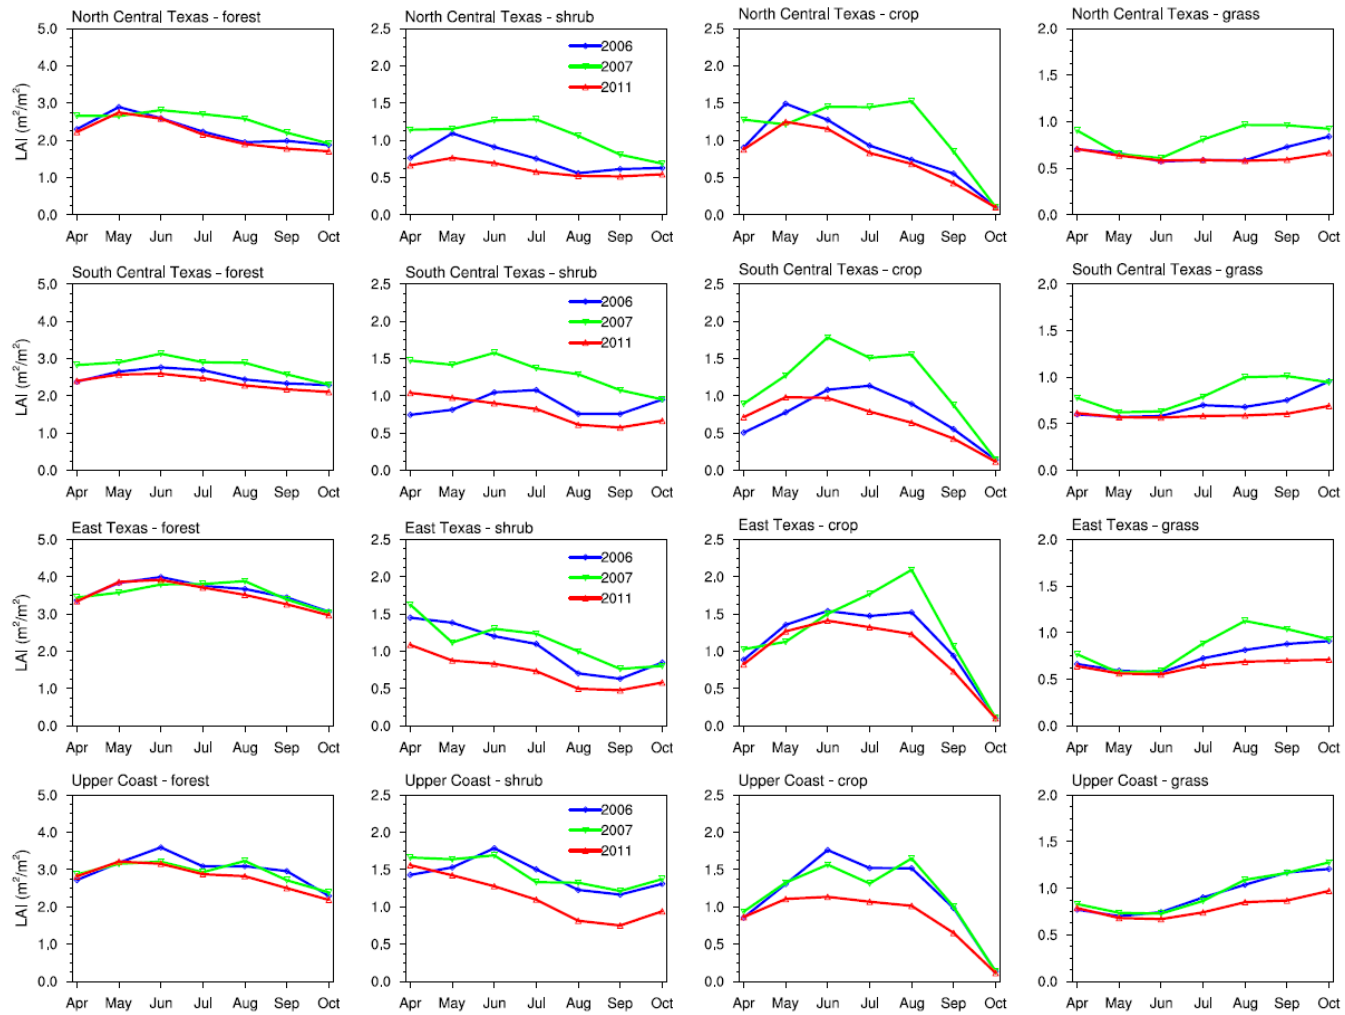 North Central Texas - forest
North Central Texas - shrub
North Central Texas - crop
North Central Texas - grass
LAI (m²/m²)
5.0
4.0
3.0
2.0
1.0
0.0
Apr May Jun Jul Aug Sep Oct
2.5
2.0
1.5
1.0
0.5
0.0
2006
2007
2011
Apr May Jun Jul Aug Sep Oct
2.5
2.0
1.5
1.0
0.5
0.0
Apr May Jun Jul Aug Sep Oct
2.0
1.5
1.0
0.5
0.0
Apr May Jun Jul Aug Sep Oct
South Central Texas - forest
South Central Texas - shrub
South Central Texas - crop
South Central Texas - grass
LAI (m²/m²)
5.0
4.0
3.0
2.0
1.0
0.0
Apr May Jun Jul Aug Sep Oct
2.5
2.0
1.5
1.0
0.5
0.0
2006
2007
2011
Apr May Jun Jul Aug Sep Oct
2.5
2.0
1.5
1.0
0.5
0.0
Apr May Jun Jul Aug Sep Oct
2.0
1.5
1.0
0.5
0.0
Apr May Jun Jul Aug Sep Oct
East Texas - forest
East Texas - shrub
East Texas - crop
East Texas - grass
LAI (m²/m²)
5.0
4.0
3.0
2.0
1.0
0.0
Apr May Jun Jul Aug Sep Oct
2.5
2.0
1.5
1.0
0.5
0.0
2006
2007
2011
Apr May Jun Jul Aug Sep Oct
2.5
2.0
1.5
1.0
0.5
0.0
Apr May Jun Jul Aug Sep Oct
2.0
1.5
1.0
0.5
0.0
Apr May Jun Jul Aug Sep Oct
Upper Coast - forest
Upper Coast - shrub
Upper Coast - crop
Upper Coast - grass
LAI (m²/m²)
5.0
4.0
3.0
2.0
1.0
0.0
Apr May Jun Jul Aug Sep Oct
2.5
2.0
1.5
1.0
0.5
0.0
2006
2007
2011
Apr May Jun Jul Aug Sep Oct
2.5
2.0
1.5
1.0
0.5
0.0
Apr May Jun Jul Aug Sep Oct
2.0
1.5
1.0
0.5
0.0
Apr May Jun Jul Aug Sep Oct